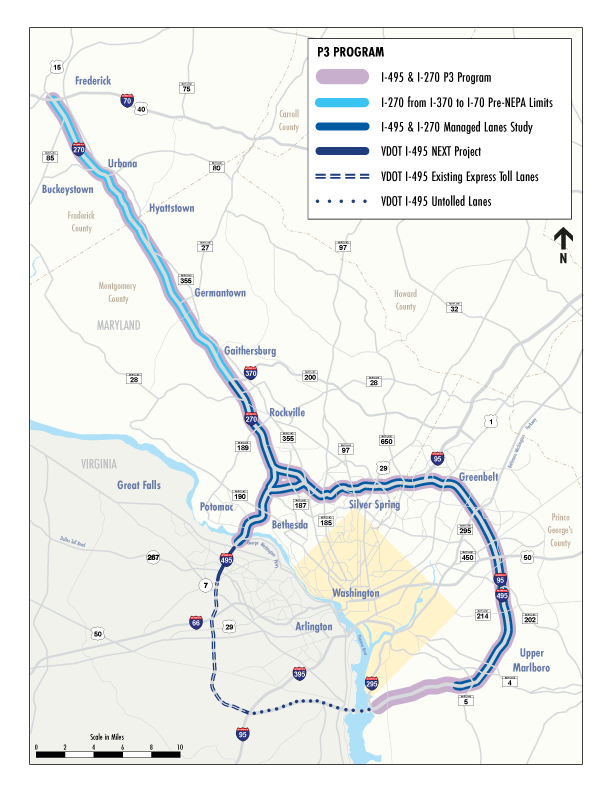 P3 PROGRAM
I-495 & I-270 P3 Program
I-270 from I-370 to I-70 Pre-NEPA Limits
I-495 & I-270 Managed Lanes Study
VDOT I-495 NEXT Project
VDOT I-495 Existing Express Toll Lanes
VDOT I-495 Untolled Lanes
N
15
Frederick
70
40
75
Carroll
County
270
85
Urbana
80
Buckeystown
Hyattstown
Frederick
County
27
97
355
Montgomery
County
Germantown
Howard
County
32
MARYLAND
Gaithersburg
370
28
200
28
270
Rockville
1
355
650
189
97
95
29
VIRGINIA
Great Falls
Greenbelt
190
187
Silver Spring
Potomac
185
Bethesda
295
Prince
George's
County
267
495
450
50
7
95
495
Washington
66
29
Arlington
214
202
50
Upper
Marlboro
395
295
4
5
95
Scale in Miles
0 2 4 6 8 10